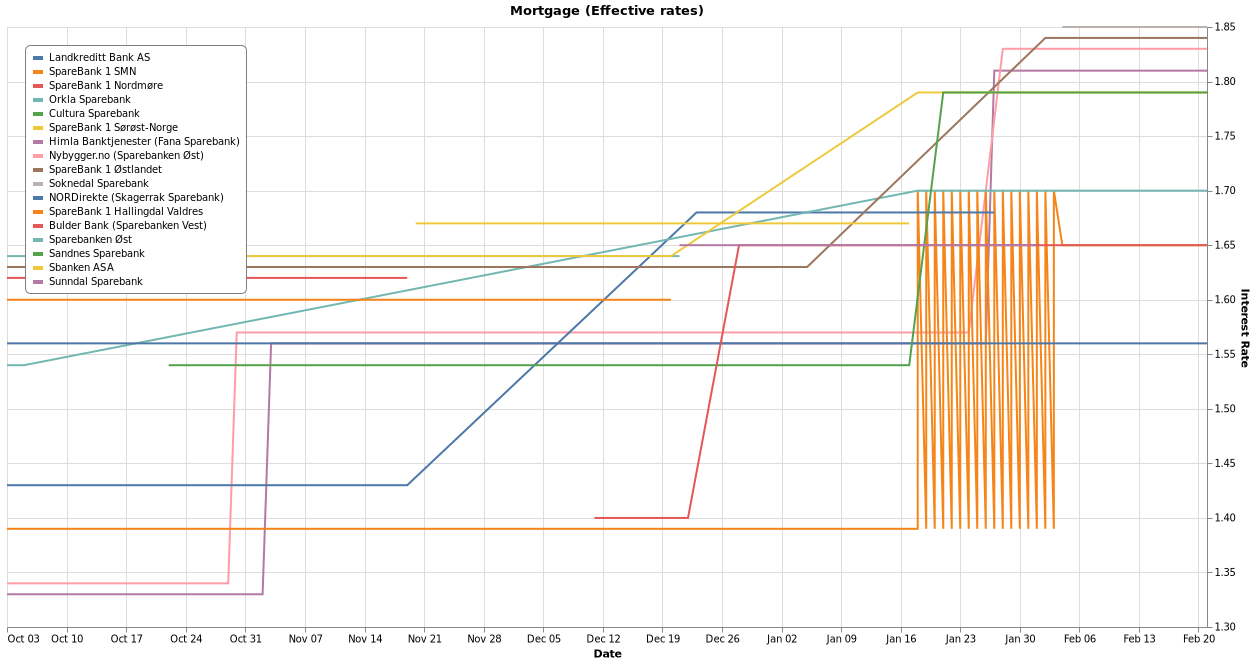 Mortgage (Effective rates)
Landkreditt Bank AS
SpareBank 1 SMN
SpareBank 1 Nordmøre
Orkla Sparebank
Cultura Sparebank
SpareBank 1 Sørøst-Norge
Himla Banktjenester (Fana Sparebank)
Nybygger.no (Sparebanken Øst)
SpareBank 1 Østlandet
Soknedal Sparebank
NORDirekte (Skagerrak Sparebank)
SpareBank 1 Hallingdal Valdres
Bulder Bank (Sparebanken Vest)
Sparebanken Øst
Sandnes Sparebank
Sbanken ASA
Sunndal Sparebank
1.85
1.80
1.75
1.70
1.65
1.60
1.55
1.50
1.45
1.40
1.35
1.30
Interest Rate
Oct 03 Oct 10 Oct 17 Oct 24 Oct 31 Nov 07 Nov 14 Nov 21 Nov 28 Dec 05 Dec 12 Dec 19 Dec 26 Jan 02 Jan 09 Jan 16 Jan 23 Jan 30 Feb 06 Feb 13 Feb 20
Date